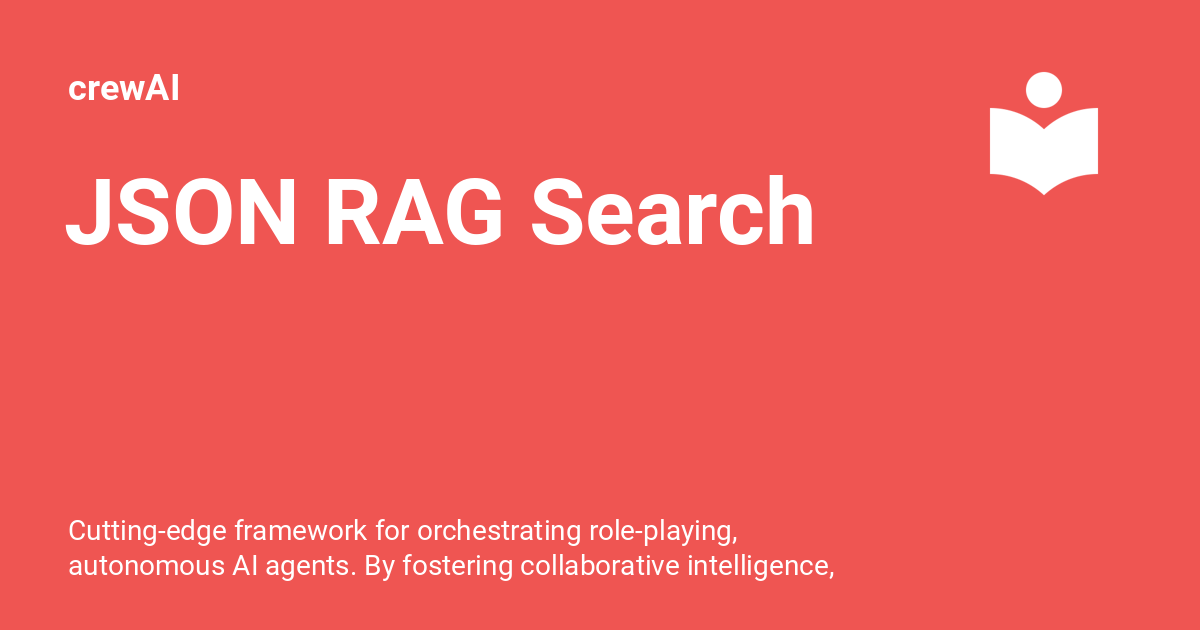 crewAI
JSON RAG Search
Cutting-edge framework for orchestrating role-playing,
autonomous AI agents. By fostering collaborative intelligence,